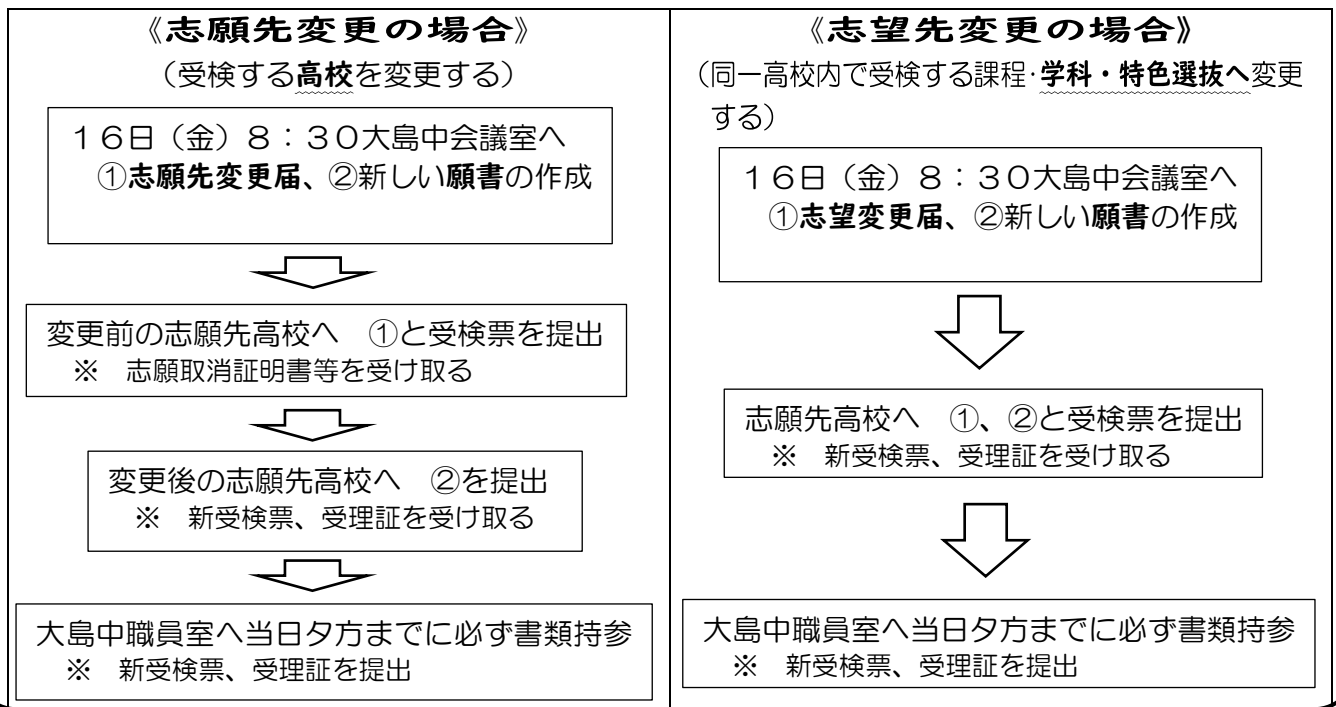 《志願先変更の場合》
（受検する高校を変更する）
１６日（金）８：３０大島中会議室へ
①志願先変更届、②新しい願書の作成
変更前の志願先高校へ　①と受検票を提出
※　志願取消証明書等を受け取る
変更後の志願先高校へ　②を提出
※　新受検票、受理証を受け取る
大島中職員室へ当日夕方までに必ず書類持参
※　新受検票、受理証を提出
《志望先変更の場合》
（同一高校内で受検する課程・学科・特色選抜へ変更
する）
１６日（金）８：３０大島中会議室へ
①志望変更届、②新しい願書の作成
志願先高校へ　①、②と受検票を提出
※　新受検票、受理証を受け取る
大島中職員室へ当日夕方までに必ず書類持参
※　新受検票、受理証を提出